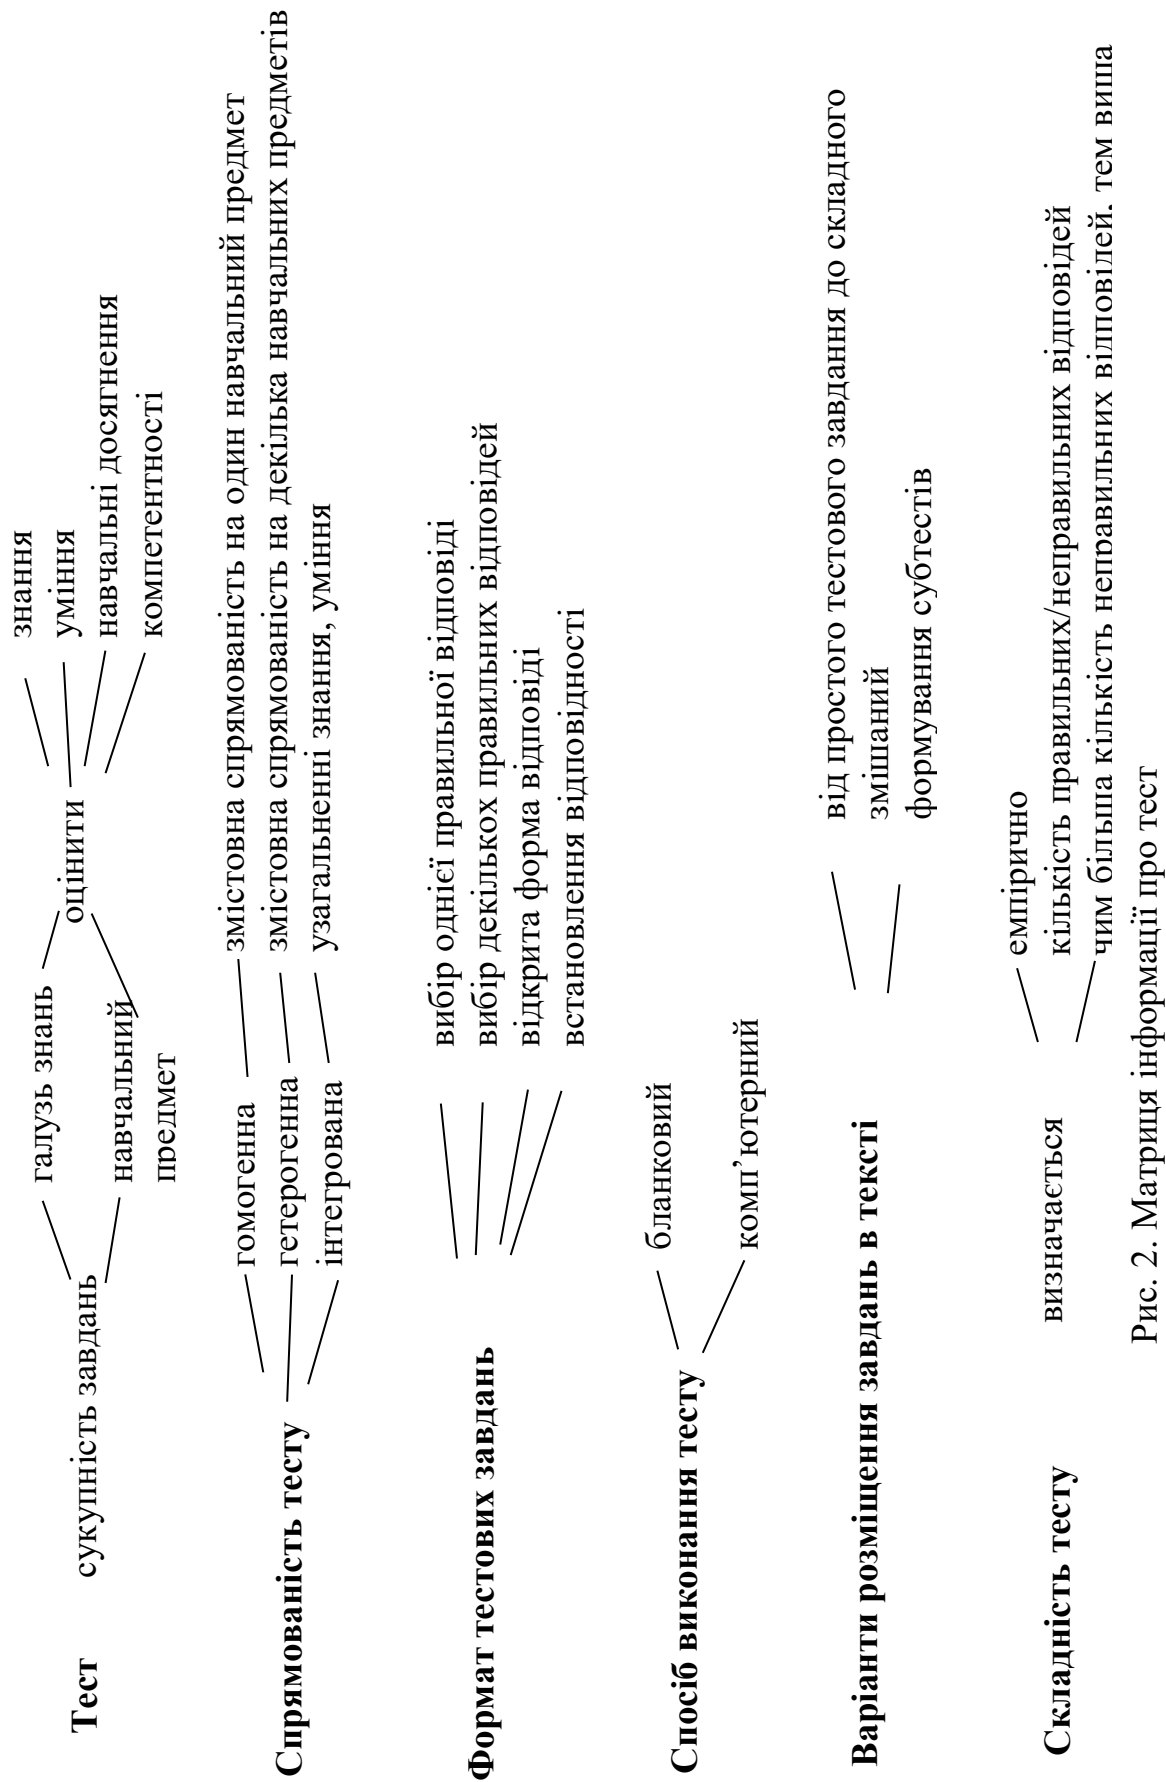 Тест
сукупність завдань
галузь знань
навчальний
предмет
оцінити
знання
уміння
навчальні досягнення
компетентності
Спрямованість тесту
гомогенна
гетерогенна
інтегрована
змістовна спрямованість на один навчальний предмет
змістовна спрямованість на декілька навчальних предметів
узагальненні знання, уміння
Формат тестових завдань
вибір однієї правильної відповіді
вибір декількох правильних відповідей
відкрита форма відповіді
встановлення відповідності
Спосіб виконання тесту
бланковий
комп’ютерний
Варіанти розміщення завдань в тексті
від простого тестового завдання до складного
змішаний
формування субтестів
Складність тесту
визначається
емпірично
кількість правильних/неправильних відповідей
чим більша кількість неправильних відповідей, тем виша
Рис. 2. Матриця інформації про тест